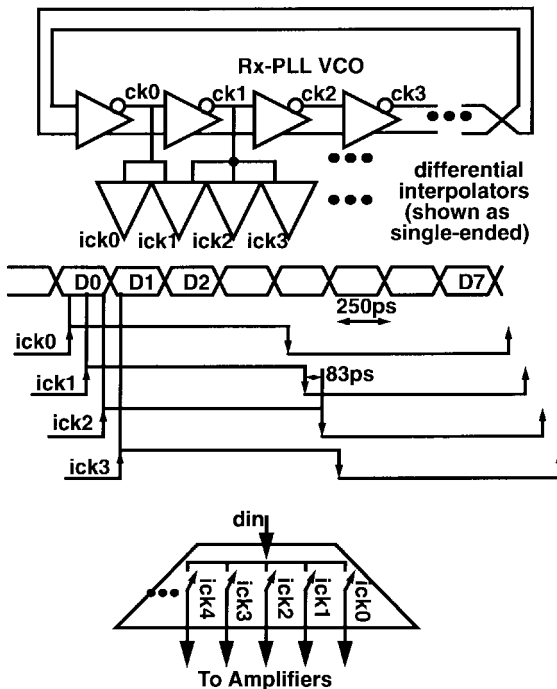 Rx-PLL VCO
ck0 ck1 ck2 ck3
differential
interpolators
(shown as
single-ended)
ick0 ick1 ick2 ick3
D0 D1 D2 D7
250ps
ick0
83ps
ick1
ick2
ick3
din
ick4 ick3 ick2 ick1 ick0
To Amplifiers